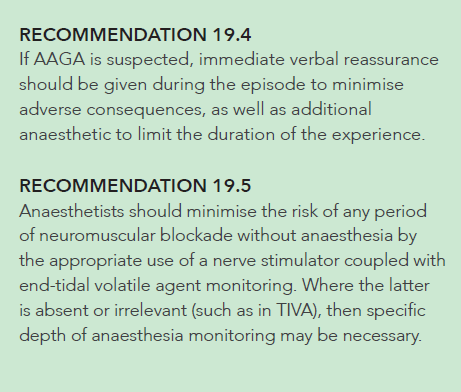 RECOMMENDATION 19.4
If AAGA is suspected, immediate verbal reassurance
should be given during the episode to minimise
adverse consequences, as well as additional
anaesthetic to limit the duration of the experience.
RECOMMENDATION 19.5
Anaesthetists should minimise the risk of any period
of neuromuscular blockade without anaesthesia by
the appropriate use of a nerve stimulator coupled with
end-tidal volatile agent monitoring. Where the latter
is absent or irrelevant (such as in TIVA), then specific
depth of anaesthesia monitoring may be necessary.